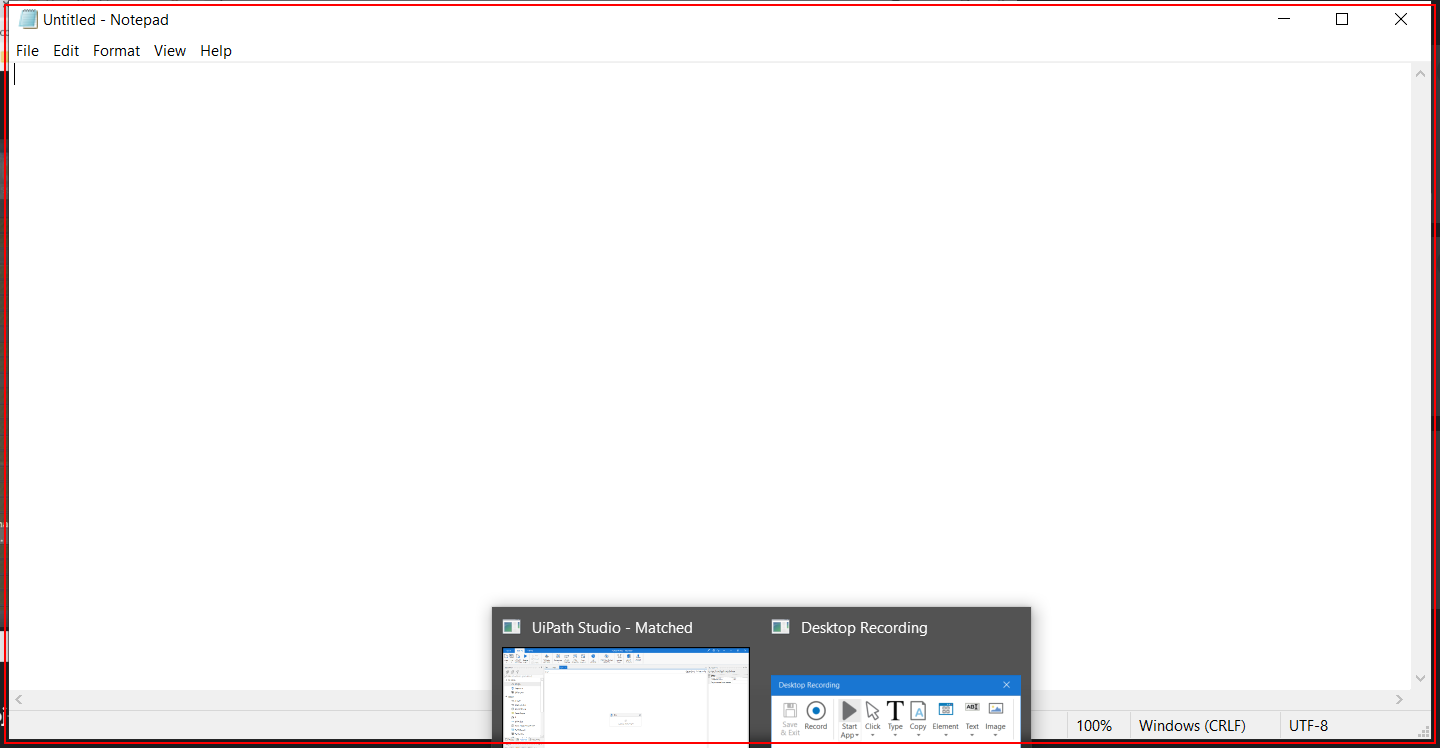 Untitled - Notepad
File Edit Format View Help
UiPath Studio - Matched
Desktop Recording
Desktop Recording
Save & Exit
Record
Start App
Click
Type
Copy
Element
Text
Image
100%
Windows (CRLF)
UTF-8